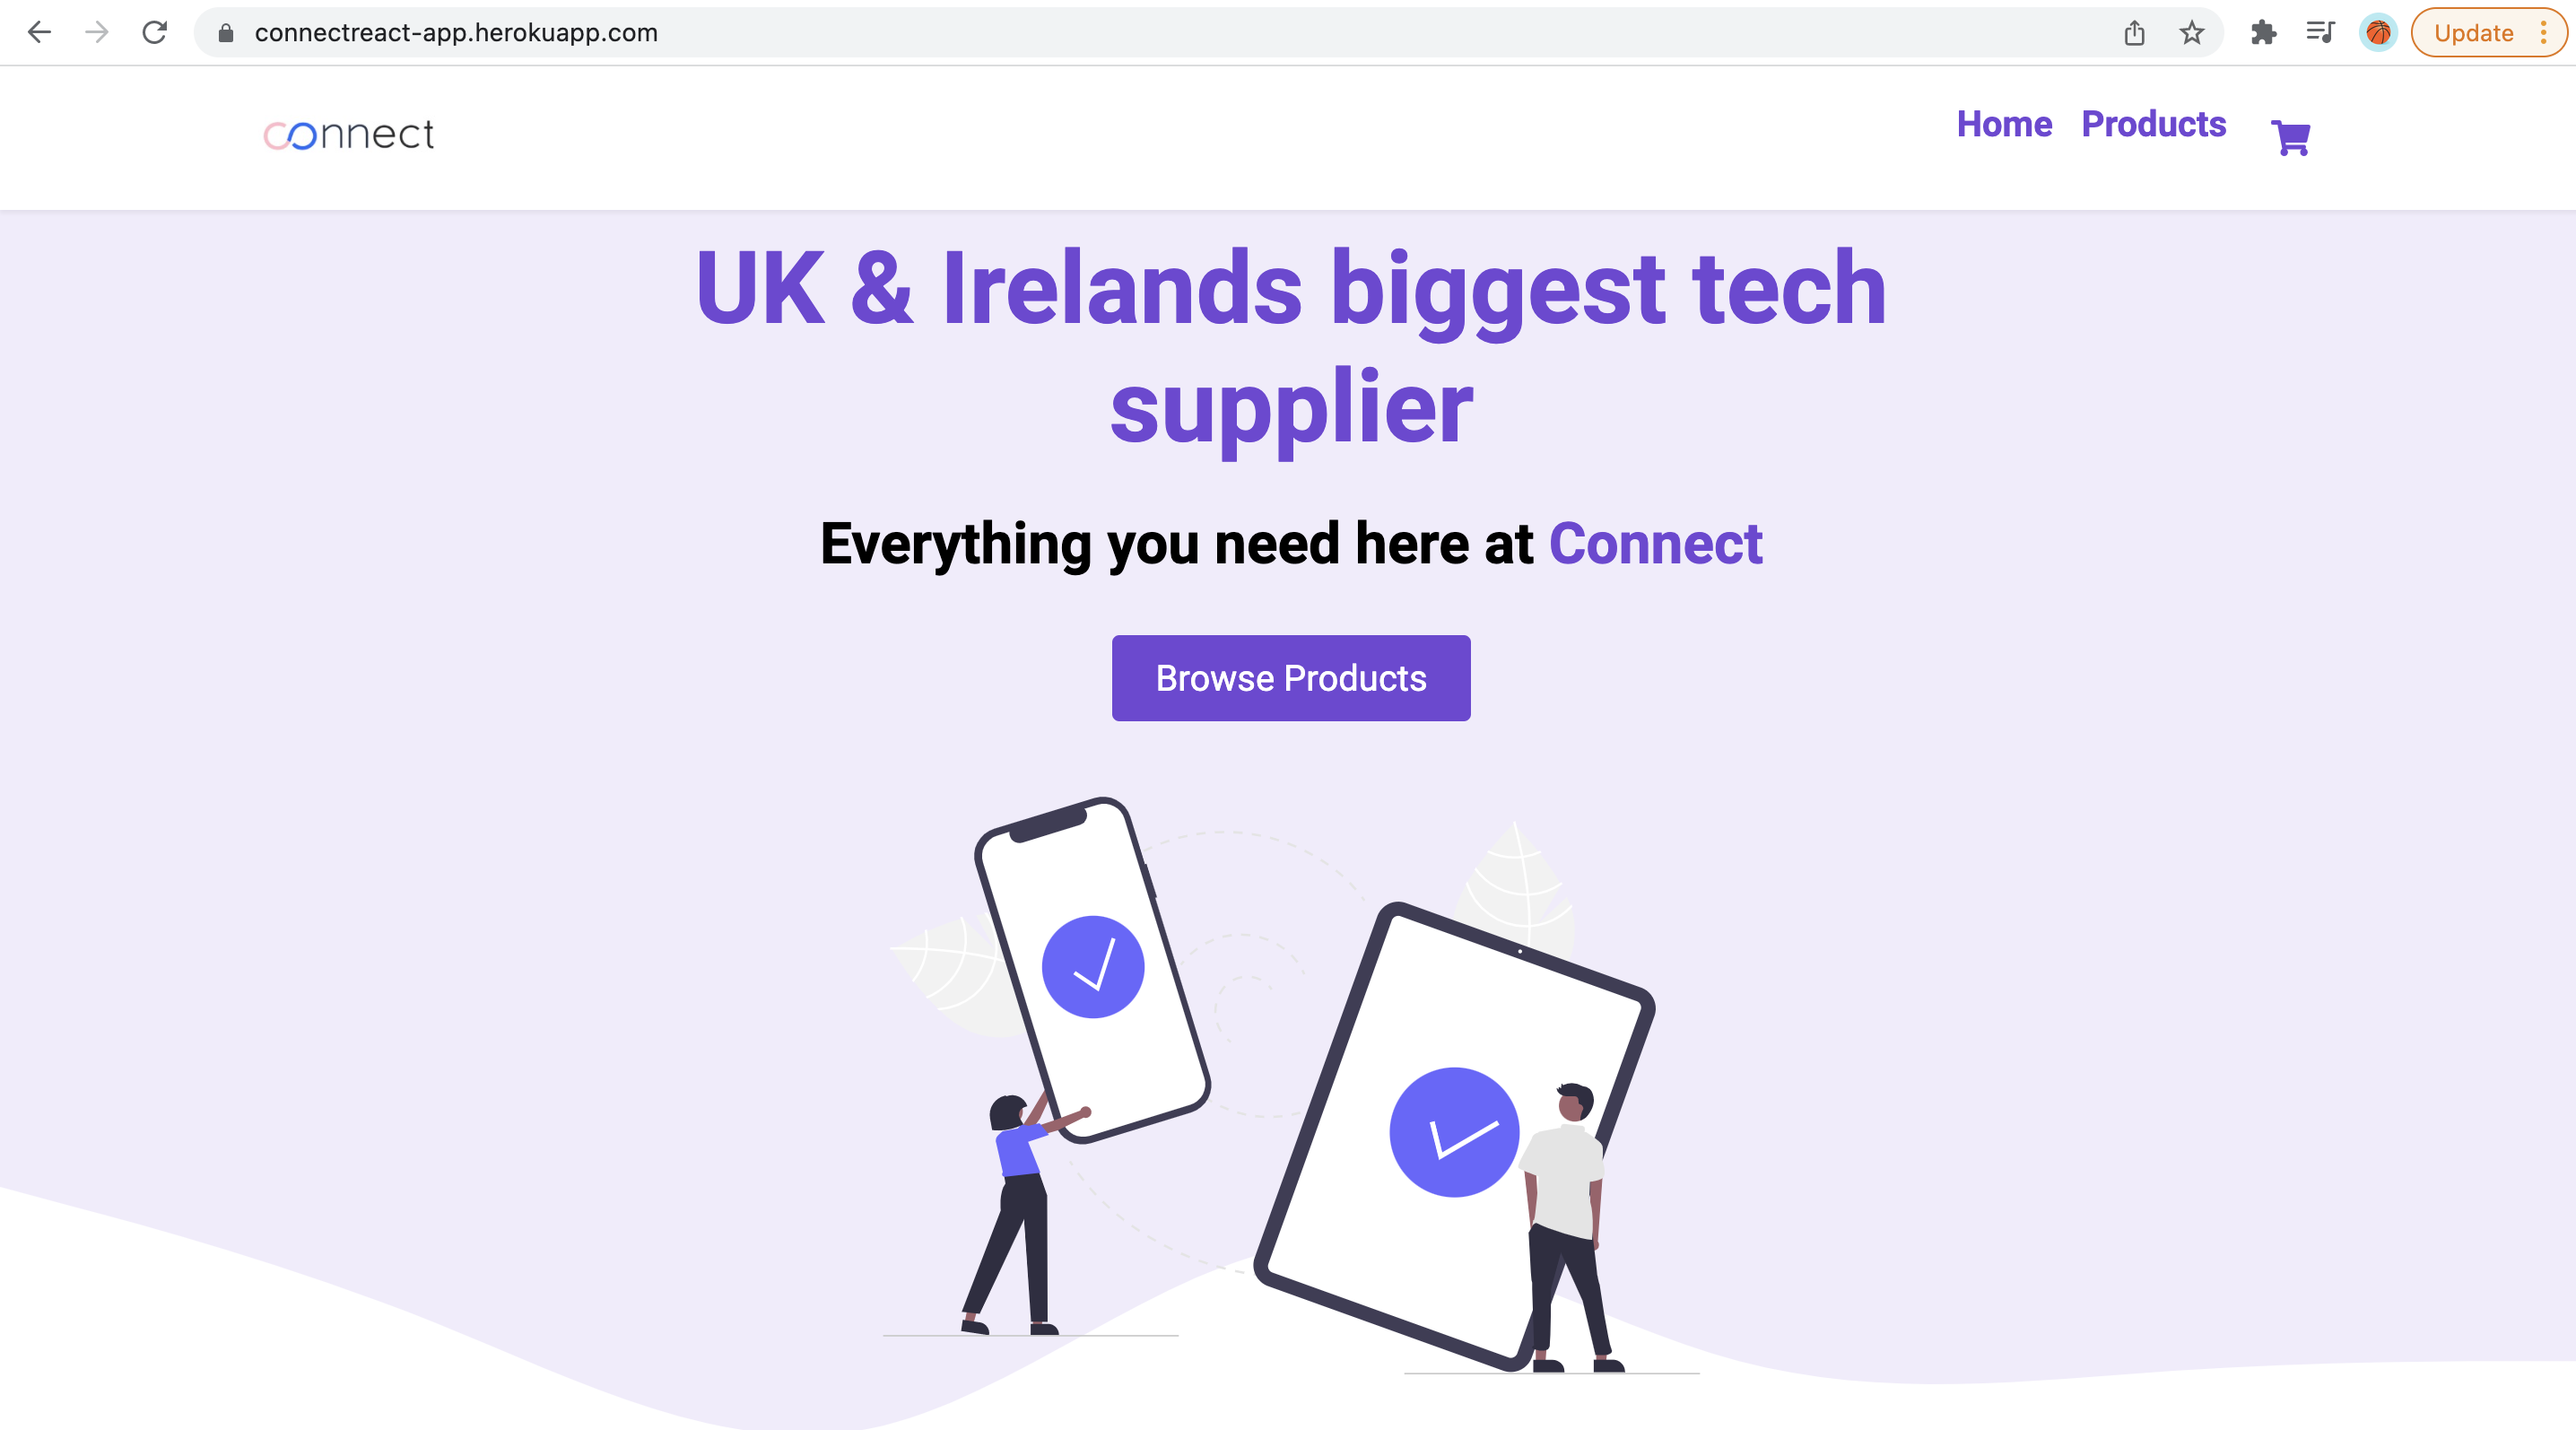 connectreact-app.herokuapp.com
Update
connect
Home Products
UK & Irelands biggest tech
supplier
Everything you need here at Connect
Browse Products